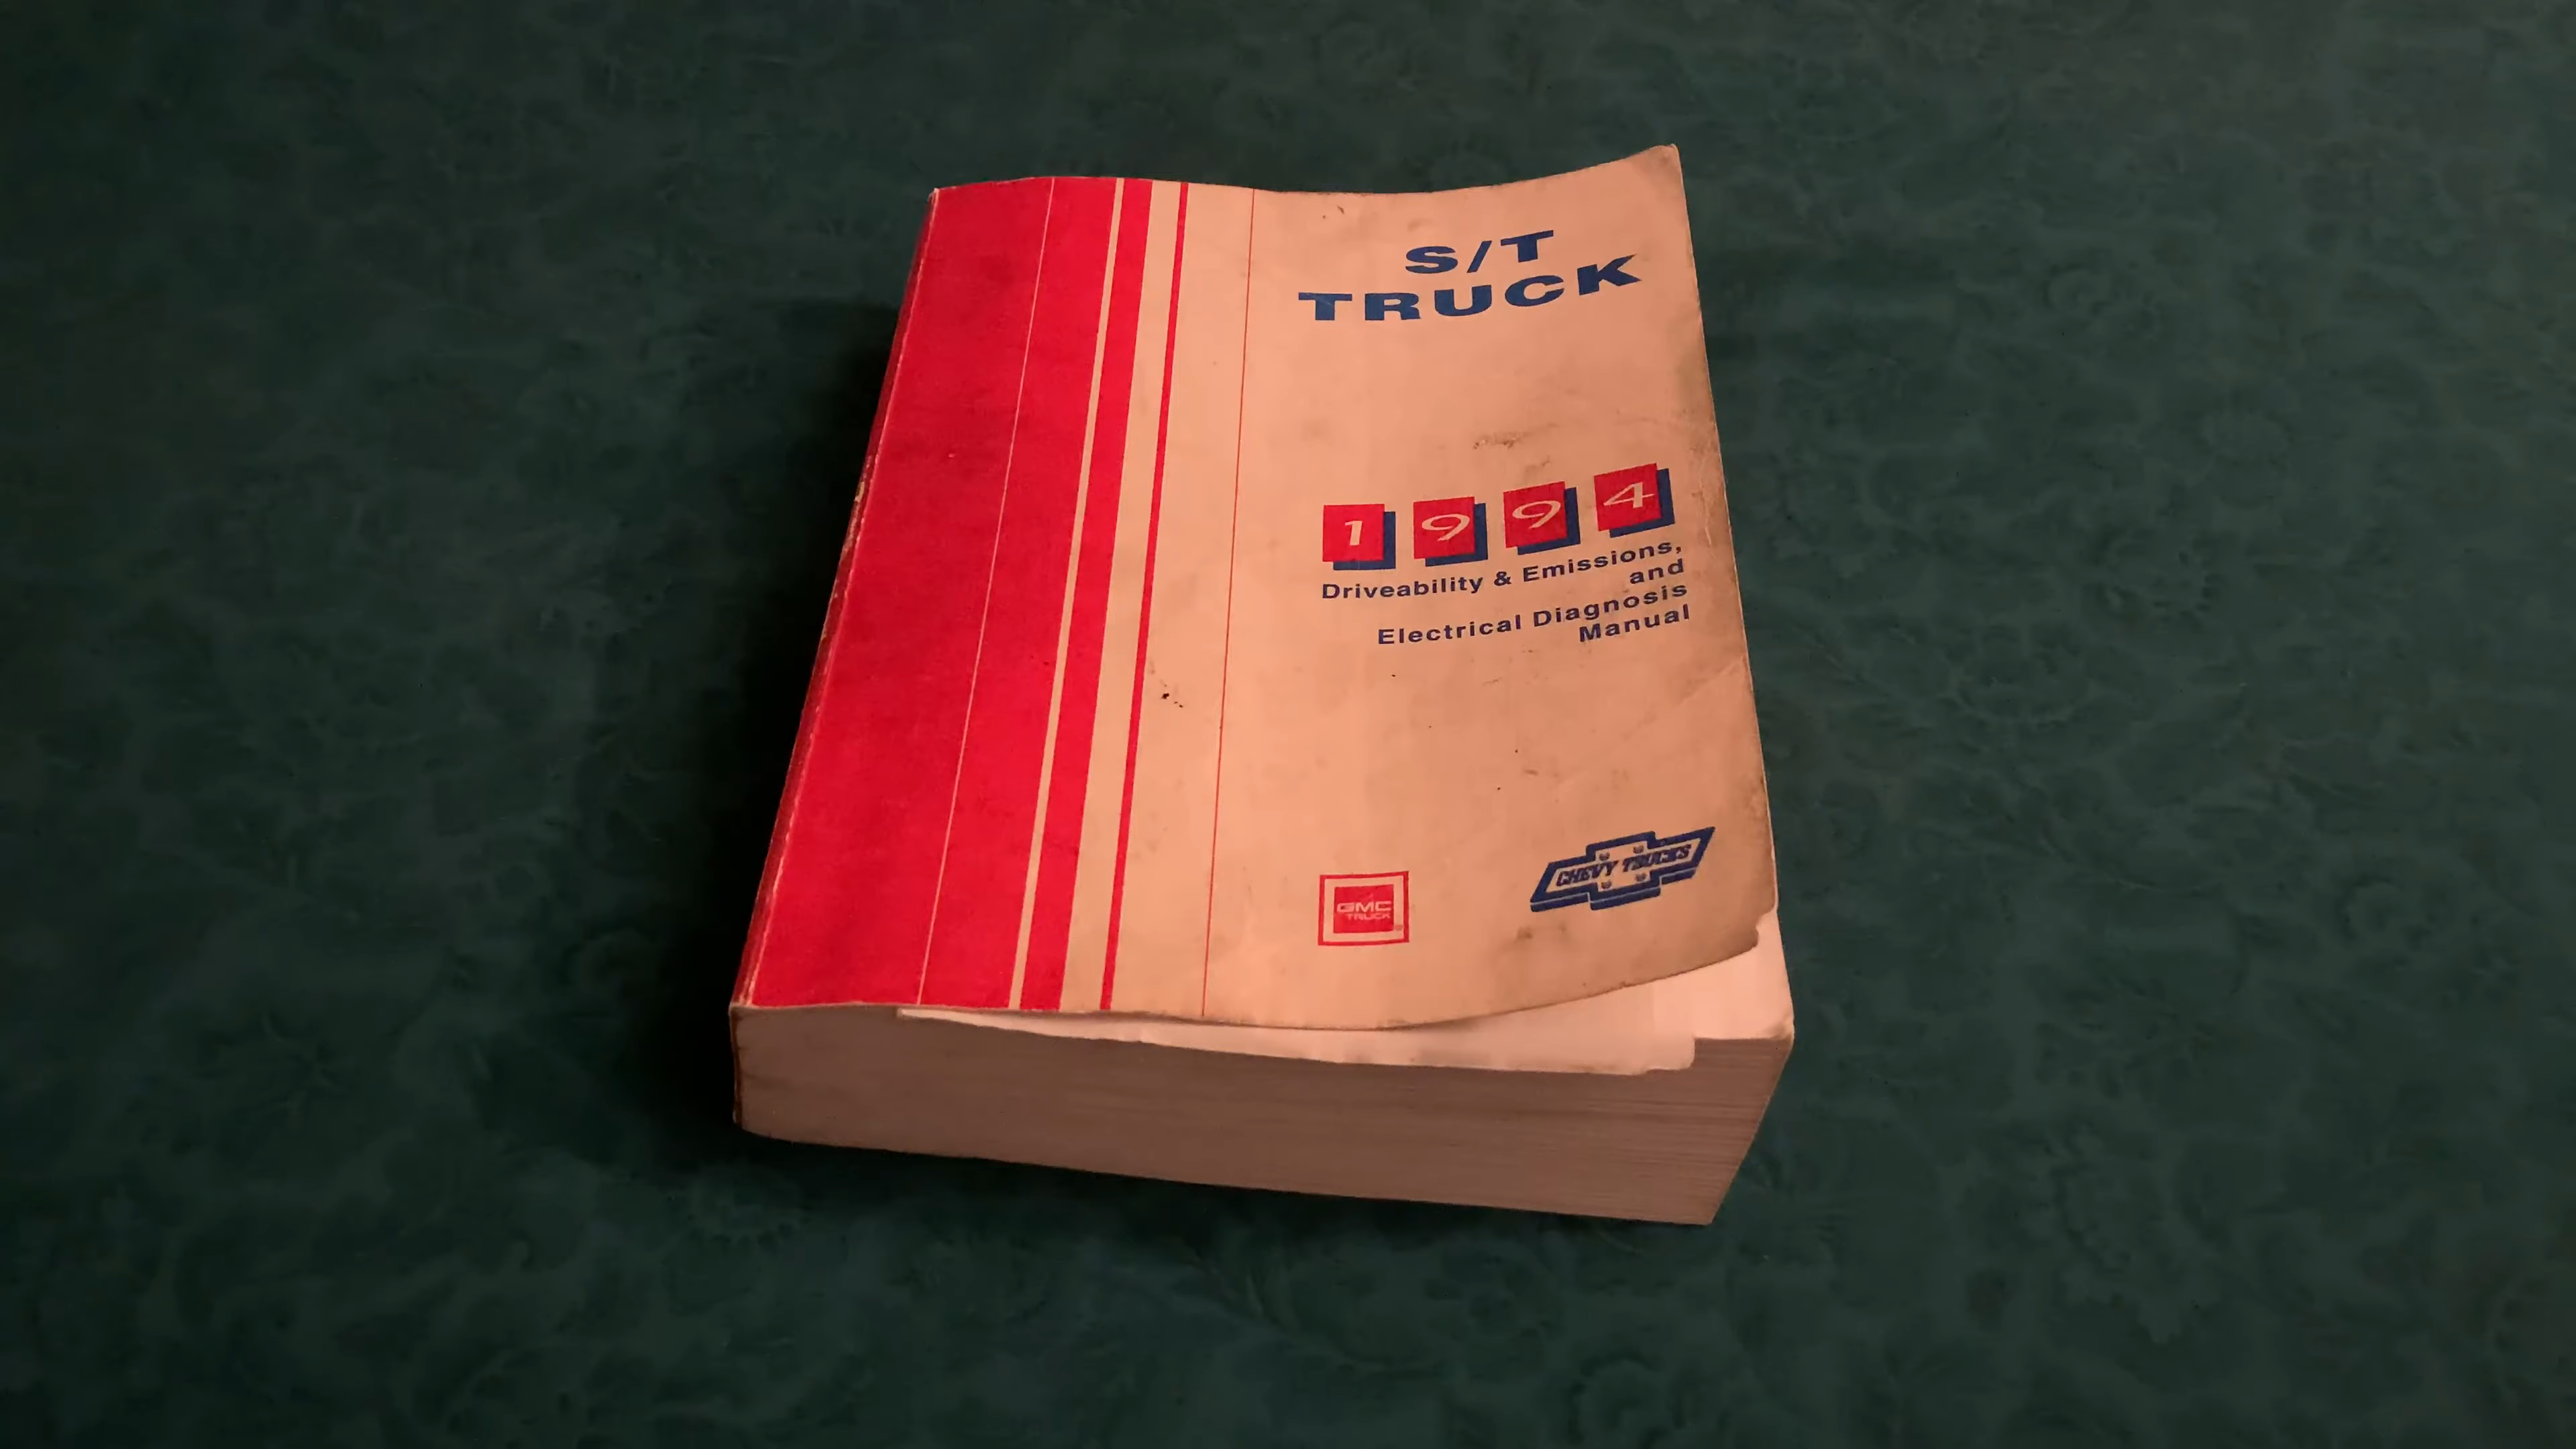 S/T
TRUCK
1994
Driveability & Emissions,
and
Electrical Diagnosis
Manual
GMC
TRUCK
CHEVY TRUCKS